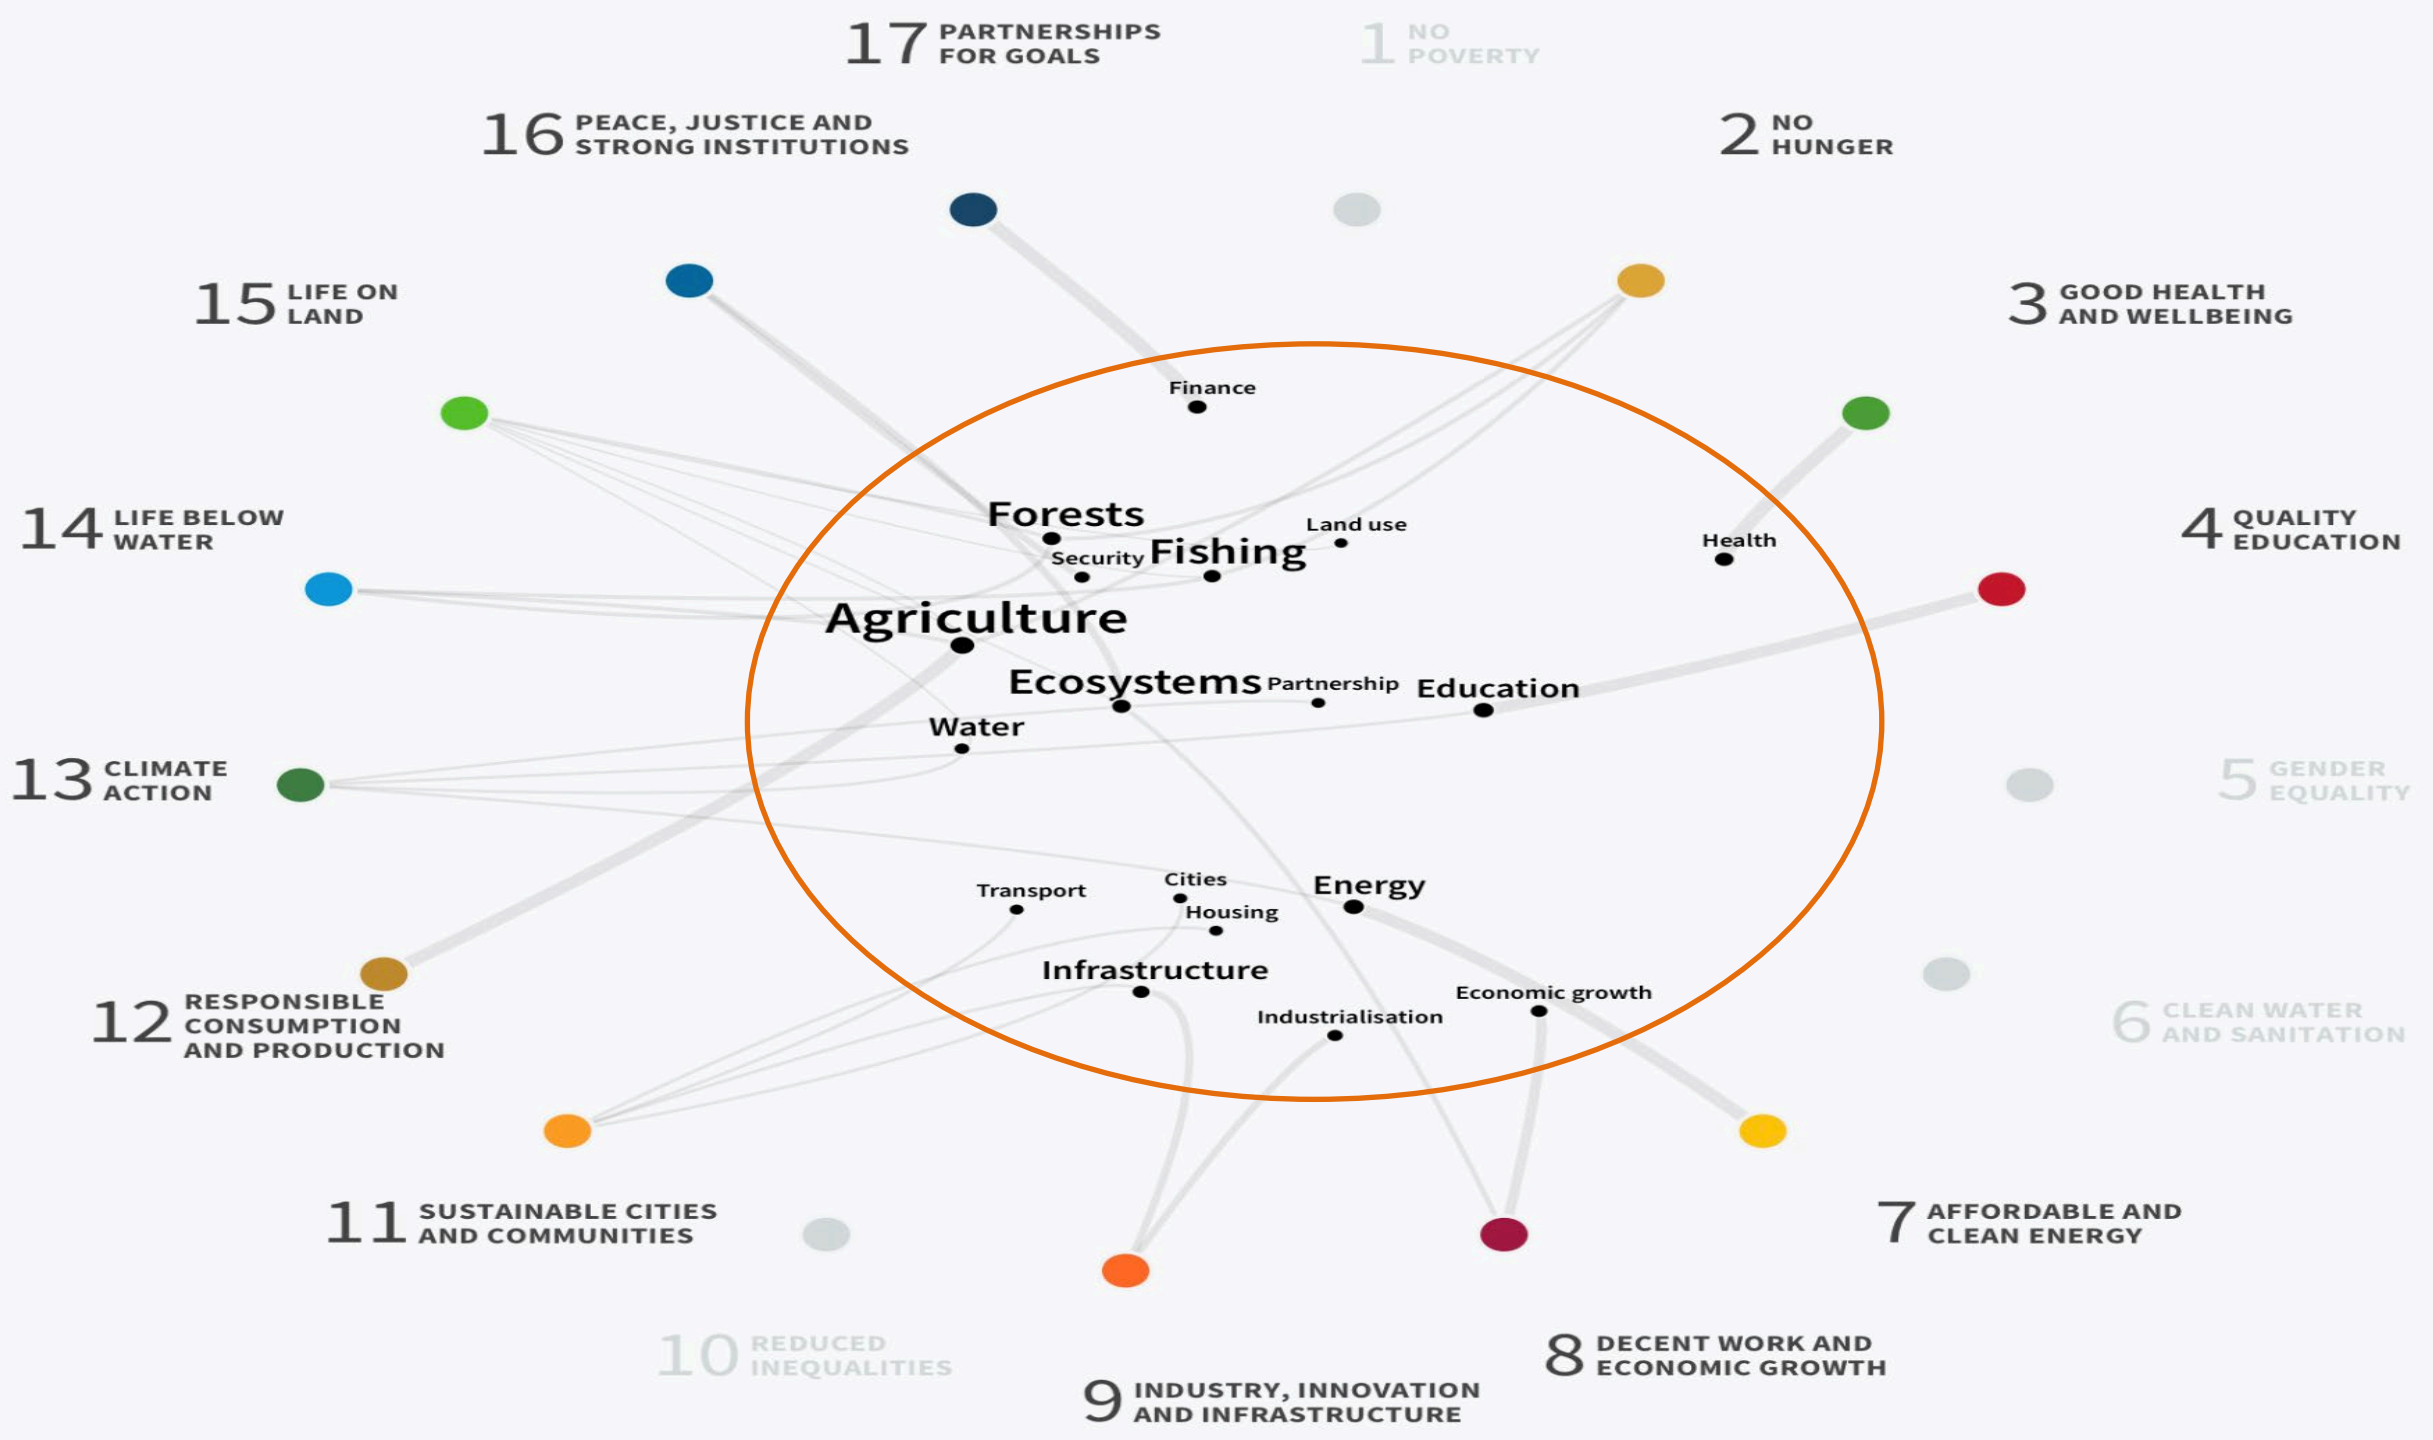 17 PARTNERSHIPS
FOR GOALS
1 NO
POVERTY
16 PEACE, JUSTICE AND
STRONG INSTITUTIONS
2 NO
HUNGER
15 LIFE ON
LAND
3 GOOD HEALTH
AND WELLBEING
Finance
14 LIFE BELOW
WATER
Forests
Land use
Security
Fishing
Health
4 QUALITY
EDUCATION
Agriculture
Ecosystems
Partnership
Education
Water
13 CLIMATE
ACTION
5 GENDER
EQUALITY
Transport
Cities
Housing
Energy
Infrastructure
Economic growth
Industrialisation
12 RESPONSIBLE
CONSUMPTION
AND PRODUCTION
6 CLEAN WATER
AND SANITATION
11 SUSTAINABLE CITIES
AND COMMUNITIES
7 AFFORDABLE AND
CLEAN ENERGY
10 REDUCED
INEQUALITIES
8 DECENT WORK AND
ECONOMIC GROWTH
9 INDUSTRY, INNOVATION
AND INFRASTRUCTURE